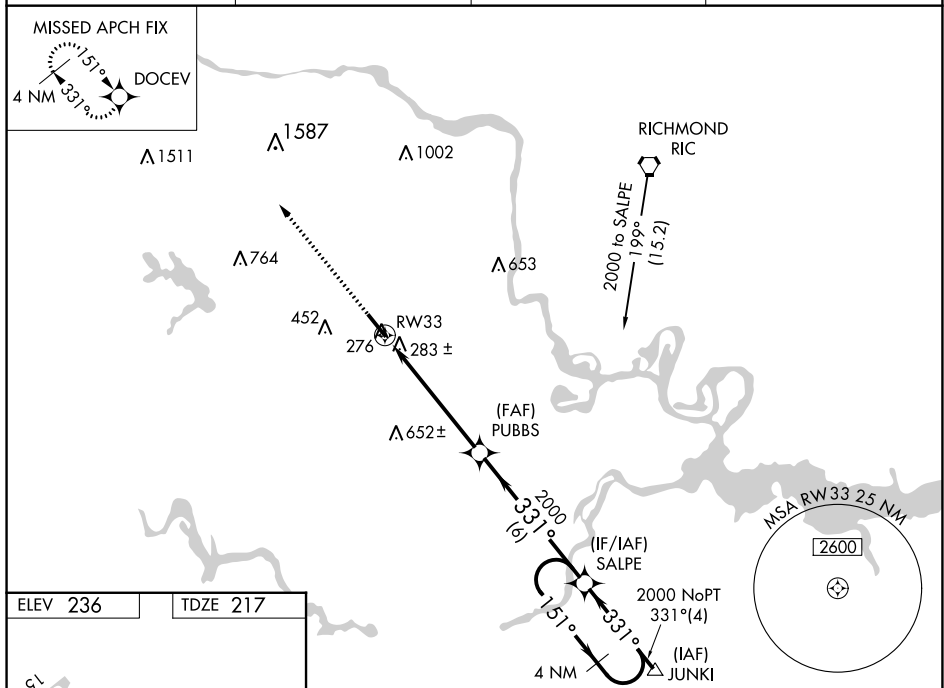 MISSED APCH FIX
151°
DOCEV
4 NM
331°
1511
1587
1002
RICHMOND
RIC
2000 to SALPE
199°
(15.2)
764
653
452
RW33
276
283 ±
(FAF)
PUBBS
652±
2000
331°
(6)
(IF/IAF)
SALPE
MSA RW33 25 NM
2600
2000 NoPT
331°(4)
151°
331°
4 NM
(IAF)
JUNKI
ELEV 236
TDZE 217
15